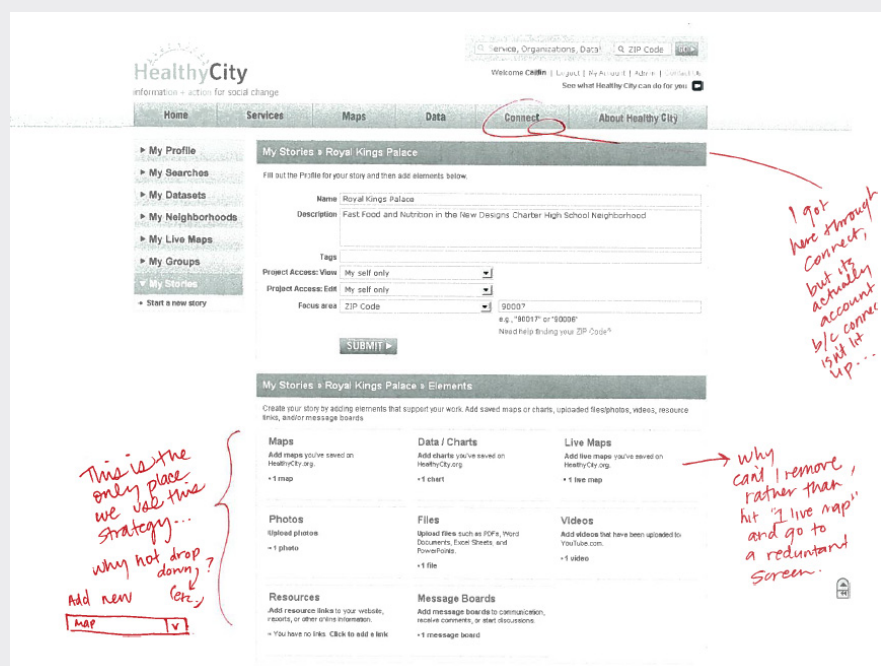 Service, Organizations, Data
ZIP Code
HealthyCity
information + action for social change
Welcome Caitlin | Logout | My Account | Admin | Contact Us
See what Healthy City can do for you
Home Services Maps Data Connect About Healthy City
My Profile
My Searches
My Datasets
My Neighborhoods
My Live Maps
My Groups
My Stories
+ Start a new story
My Stories » Royal Kings Palace
Fill out the Profile for your story and then add elements below.
Name Royal Kings Palace
Description Fast Food and Nutrition in the New Designs Charter High School Neighborhood
Tags
Project Access: View My self only
Project Access: Edit My self only
Focus area ZIP Code 90007
e.g., "90017" or "90006"
Need help finding your ZIP Code?
SUBMIT
I got
here through
Connect,
but its
actually
account
b/c connec
isn't lit
up...
My Stories » Royal Kings Palace » Elements
Create your story by adding elements that support your work. Add saved maps or charts, uploaded files/photos, videos, resource
links, and/or message boards
Maps
Add maps you've saved on
HealthyCity.org.
• 1 map
Data / Charts
Add charts you've saved on
HealthyCity.org
• 1 chart
Live Maps
Add live maps you've saved on
HealthyCity.org.
• 1 live map
Photos
Upload photos
• 1 photo
Files
Upload files such as PDFs, Word
Documents, Excel Sheets, and
PowerPoints.
• 1 file
Videos
Add videos that have been uploaded to
YouTube.com.
• 1 video
Resources
Add resource links to your website,
reports, or other online information.
• You have no links. Click to add a link
Message Boards
Add message boards to communication,
receive comments, or start discussions.
• 1 message board
This is the
only place
we use this
strategy...
why not drop
down?
Add new (etc.)
Map v
why
can't I remove,
rather than
hit "1 live map"
and go to
a reduntant
screen.